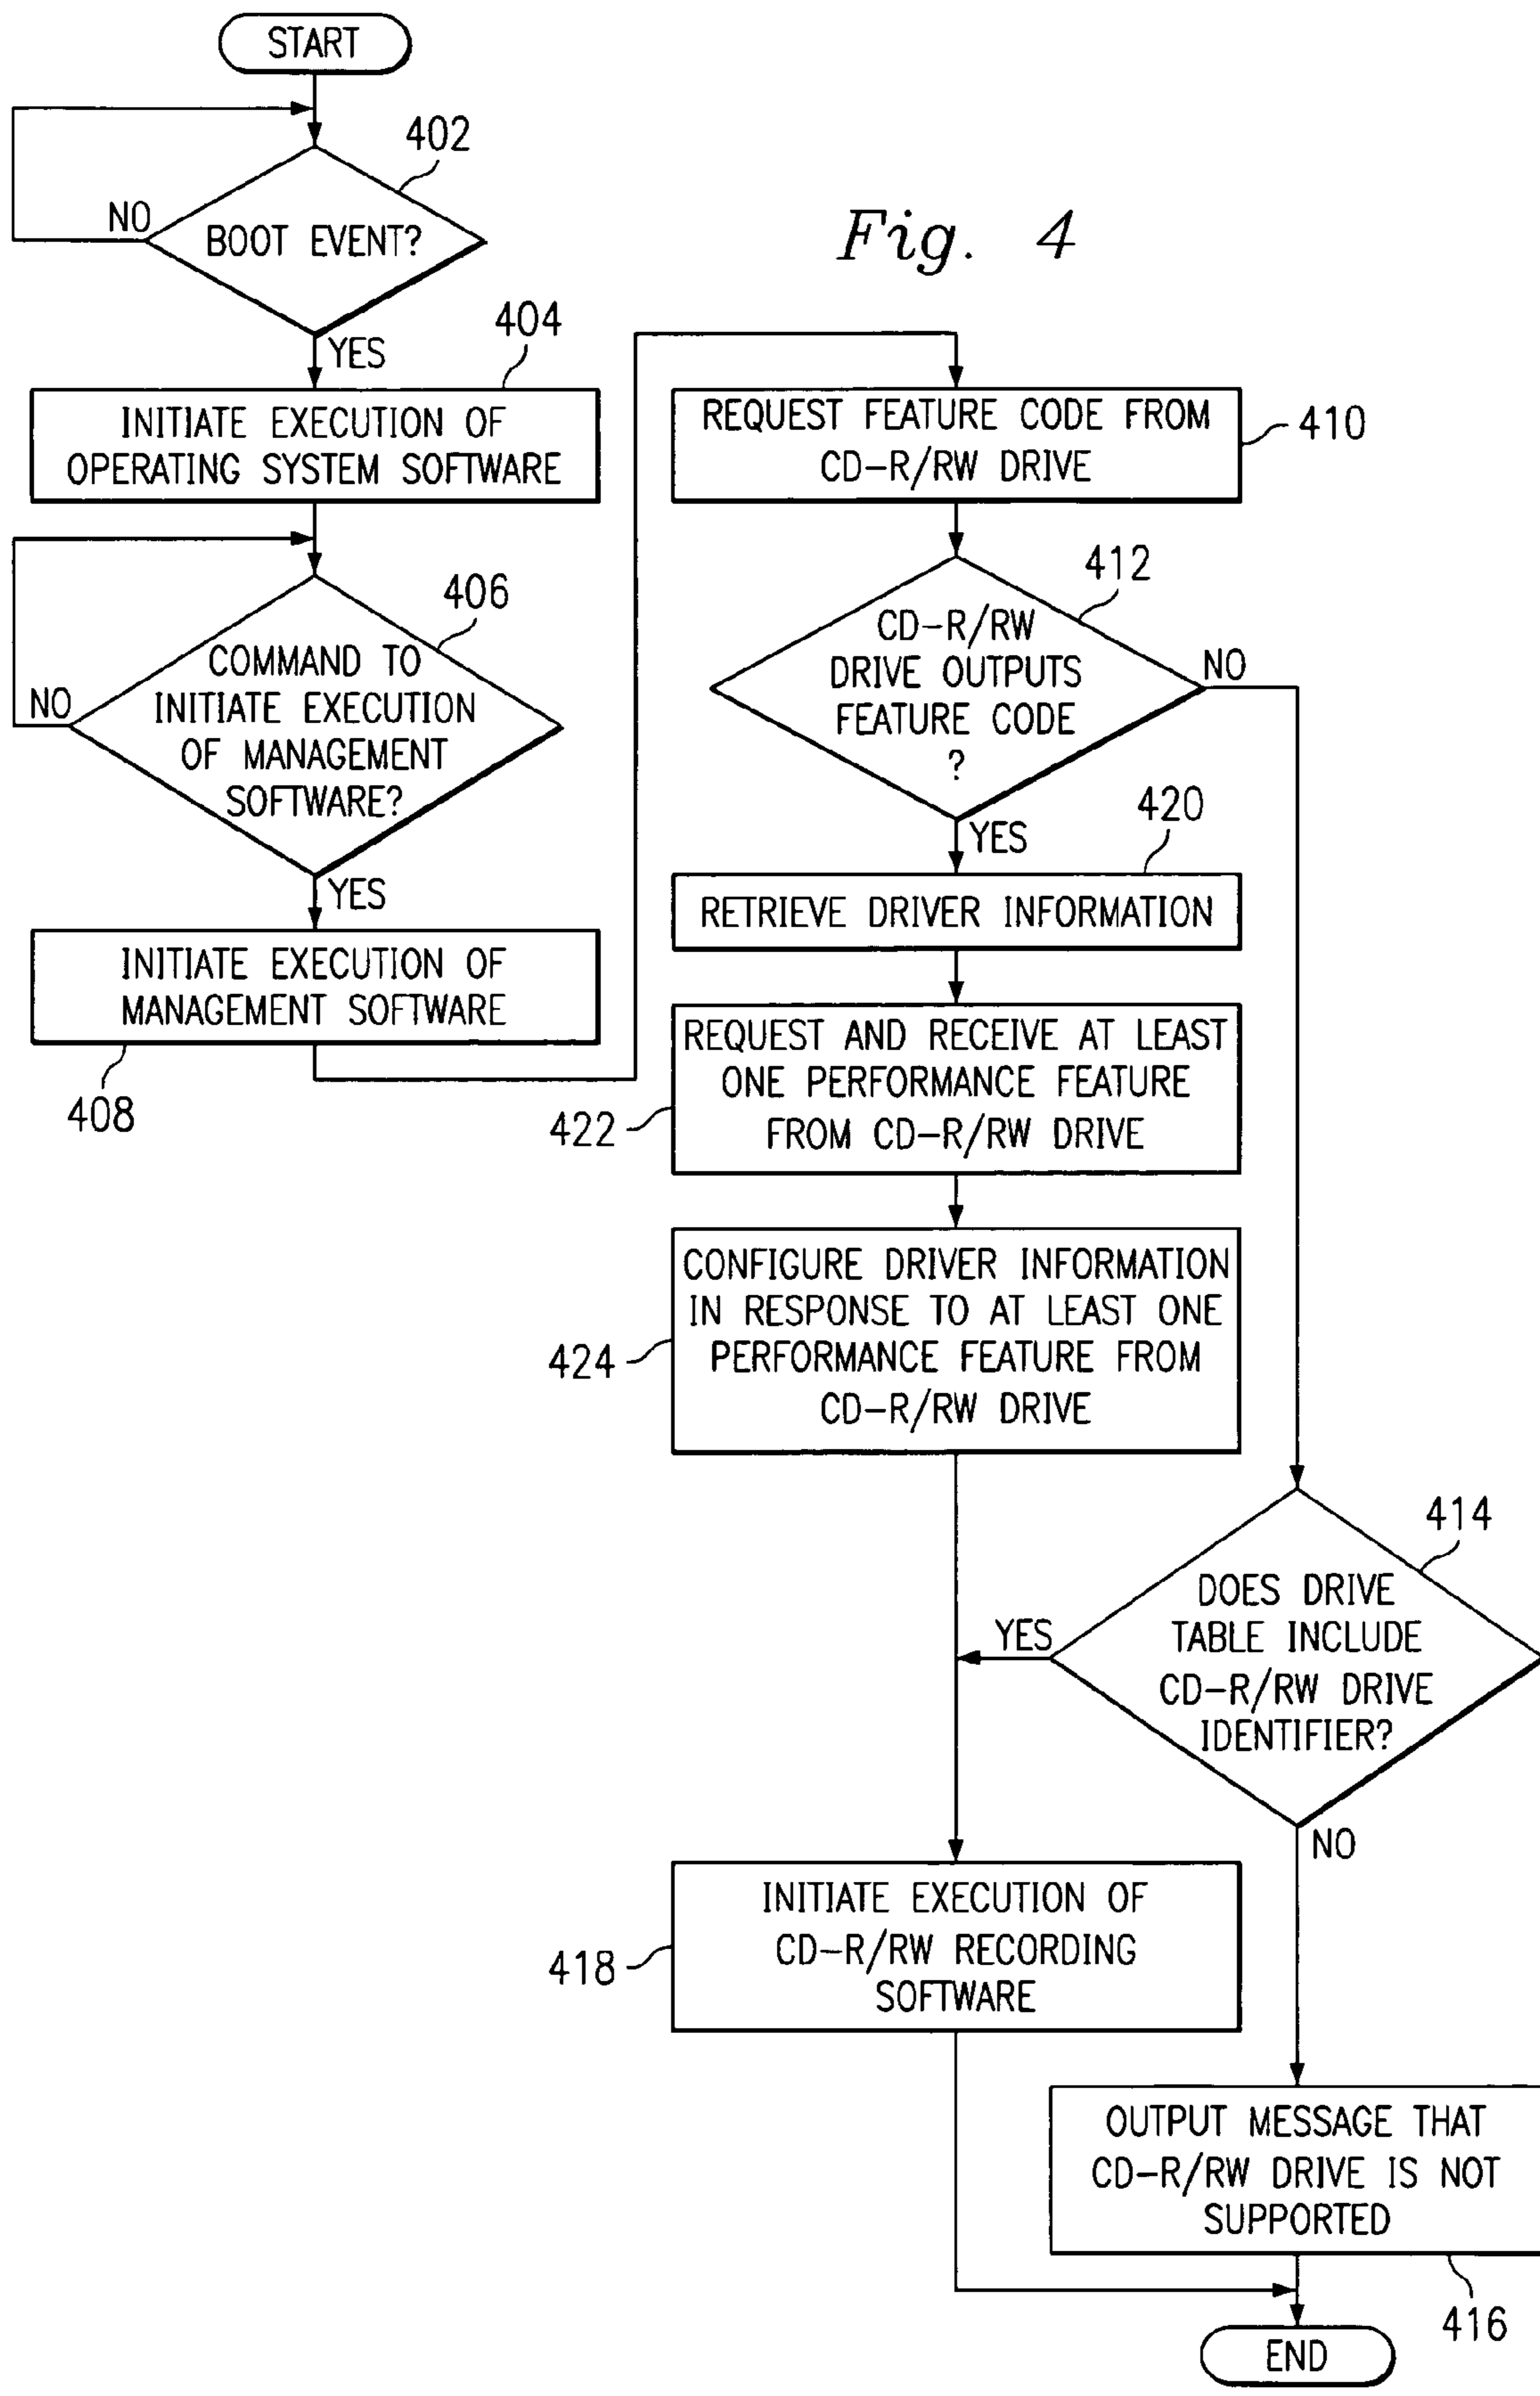 START
402
NO
BOOT EVENT?
Fig. 4
YES
404
INITIATE EXECUTION OF
OPERATING SYSTEM SOFTWARE
406
NO
COMMAND TO
INITIATE EXECUTION
OF MANAGEMENT
SOFTWARE?
YES
INITIATE EXECUTION OF
MANAGEMENT SOFTWARE
408
REQUEST FEATURE CODE FROM
CD-R/RW DRIVE
410
412
CD-R/RW
DRIVE OUTPUTS
FEATURE CODE
?
NO
YES
420
RETRIEVE DRIVER INFORMATION
REQUEST AND RECEIVE AT LEAST
ONE PERFORMANCE FEATURE
FROM CD-R/RW DRIVE
422
CONFIGURE DRIVER INFORMATION
IN RESPONSE TO AT LEAST ONE
PERFORMANCE FEATURE FROM
CD-R/RW DRIVE
424
414
DOES DRIVE
TABLE INCLUDE
CD-R/RW DRIVE
IDENTIFIER?
YES
NO
INITIATE EXECUTION OF
CD-R/RW RECORDING
SOFTWARE
418
OUTPUT MESSAGE THAT
CD-R/RW DRIVE IS NOT
SUPPORTED
416
END